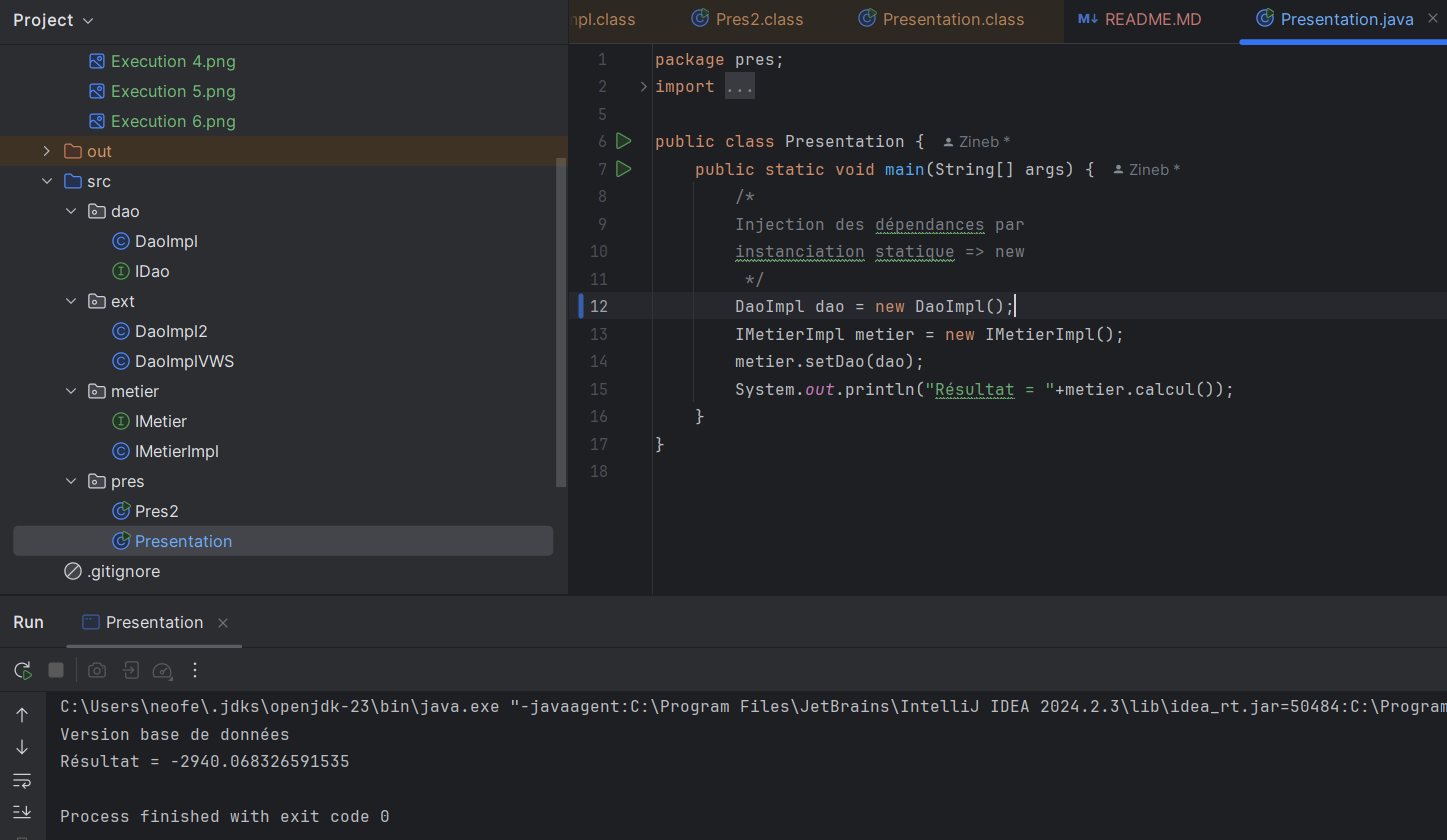 Project
mpl.class Pres2.class Presentation.class README.MD Presentation.java
Execution 4.png
Execution 5.png
Execution 6.png
out
src
dao
DaoImpl
IDao
ext
DaoImpl2
DaoImplVWS
metier
IMetier
IMetierImpl
pres
Pres2
Presentation
.gitignore
1 package pres;
2 import ...
5
6 public class Presentation { Zineb *
7 public static void main(String[] args) { Zineb *
8 /*
9 Injection des dépendances par
10 instanciation statique => new
11 */
12 DaoImpl dao = new DaoImpl();
13 IMetierImpl metier = new IMetierImpl();
14 metier.setDao(dao);
15 System.out.println("Résultat = "+metier.calcul());
16 }
17 }
18
Run Presentation
C:\Users\neofe\.jdks\openjdk-23\bin\java.exe "-javaagent:C:\Program Files\JetBrains\IntelliJ IDEA 2024.2.3\lib\idea_rt.jar=50484:C:\Program
Version base de données
Résultat = -2940.068326591535
Process finished with exit code 0